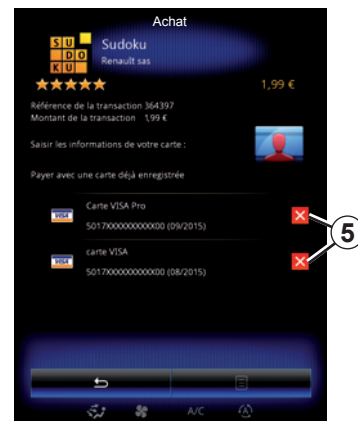 Achat
SU
DO
KU
Sudoku
Renault sas
1,99 €
Référence de la transaction 364397
Montant de la transaction 1,99 €
Saisir les informations de votre carte :
Payer avec une carte déjà enregistrée
VISA
Carte VISA Pro
5017XXXXXXXXXX00 (09/2015)
5
VISA
carte VISA
5017XXXXXXXXXX00 (08/2015)
A/C
A